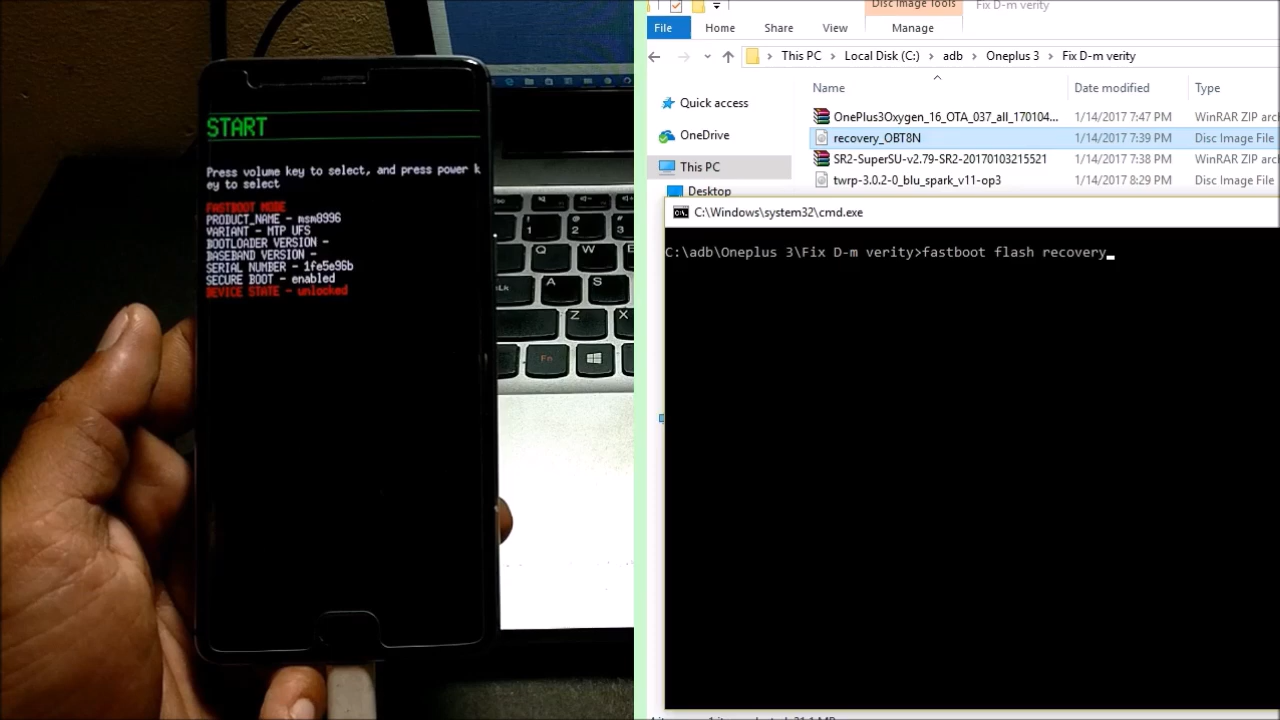 START
Press volume key to select, and press power k
ey to select
FASTBOOT MODE
PRODUCT_NAME - msm8996
VARIANT - MTP UFS
BOOTLOADER VERSION -
BASEBAND VERSION -
SERIAL NUMBER - 1fe5e96b
SECURE BOOT - enabled
DEVICE STATE - unlocked
!
1
@
2
#
3
Q
W
E
A
S
Z
X
Fn
Disc Image Tools
Fix D-m verity
File
Home
Share
View
Manage
This PC
Local Disk (C:)
adb
Oneplus 3
Fix D-m verity
Name
Date modified
Type
Quick access
OneDrive
This PC
Desktop
OnePlus3Oxygen_16_OTA_037_all_170104...
1/14/2017 7:47 PM
WinRAR ZIP arc
recovery_OBT8N
1/14/2017 7:39 PM
Disc Image File
SR2-SuperSU-v2.79-SR2-20170103215521
1/14/2017 7:38 PM
WinRAR ZIP arc
twrp-3.0.2-0_blu_spark_v11-op3
1/14/2017 8:29 PM
Disc Image File
C:\Windows\system32\cmd.exe
C:\adb\Oneplus 3\Fix D-m verity>fastboot flash recovery